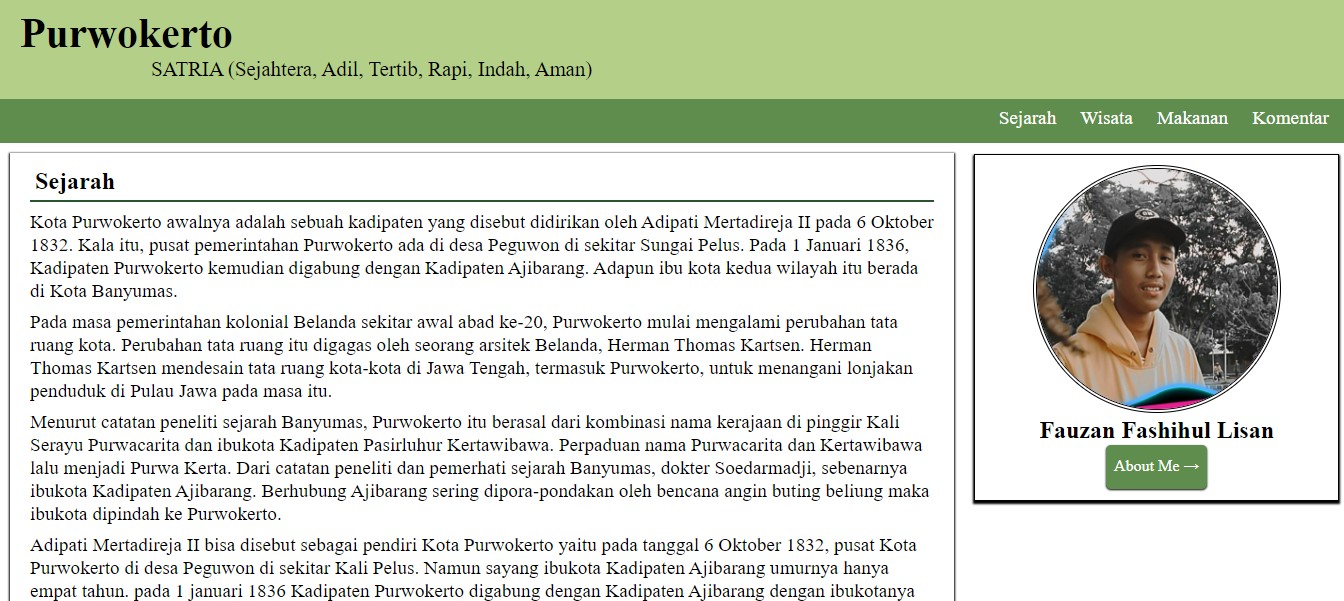 Purwokerto
SATRIA (Sejahtera, Adil, Tertib, Rapi, Indah, Aman)
Sejarah Wisata Makanan Komentar
Sejarah
Kota Purwokerto awalnya adalah sebuah kadipaten yang disebut didirikan oleh Adipati Mertadireja II pada 6 Oktober
1832. Kala itu, pusat pemerintahan Purwokerto ada di desa Peguwon di sekitar Sungai Pelus. Pada 1 Januari 1836,
Kadipaten Purwokerto kemudian digabung dengan Kadipaten Ajibarang. Adapun ibu kota kedua wilayah itu berada
di Kota Banyumas.
Pada masa pemerintahan kolonial Belanda sekitar awal abad ke-20, Purwokerto mulai mengalami perubahan tata
ruang kota. Perubahan tata ruang itu digagas oleh seorang arsitek Belanda, Herman Thomas Kartsen. Herman
Thomas Kartsen mendesain tata ruang kota-kota di Jawa Tengah, termasuk Purwokerto, untuk menangani lonjakan
penduduk di Pulau Jawa pada masa itu.
Menurut catatan peneliti sejarah Banyumas, Purwokerto itu berasal dari kombinasi nama kerajaan di pinggir Kali
Serayu Purwacarita dan ibukota Kadipaten Pasirluhur Kertawibawa. Perpaduan nama Purwacarita dan Kertawibawa
lalu menjadi Purwa Kerta. Dari catatan peneliti dan pemerhati sejarah Banyumas, dokter Soedarmadji, sebenarnya
ibukota Kadipaten Ajibarang. Berhubung Ajibarang sering dipora-pondakan oleh bencana angin buting beliung maka
ibukota dipindah ke Purwokerto.
Adipati Mertadireja II bisa disebut sebagai pendiri Kota Purwokerto yaitu pada tanggal 6 Oktober 1832, pusat Kota
Purwokerto di desa Peguwon di sekitar Kali Pelus. Namun sayang ibukota Kadipaten Ajibarang umurnya hanya
empat tahun. pada 1 januari 1836 Kadipaten Purwokerto digabung dengan Kadipaten Ajibarang dengan ibukotanya
Fauzan Fashihul Lisan
About Me →